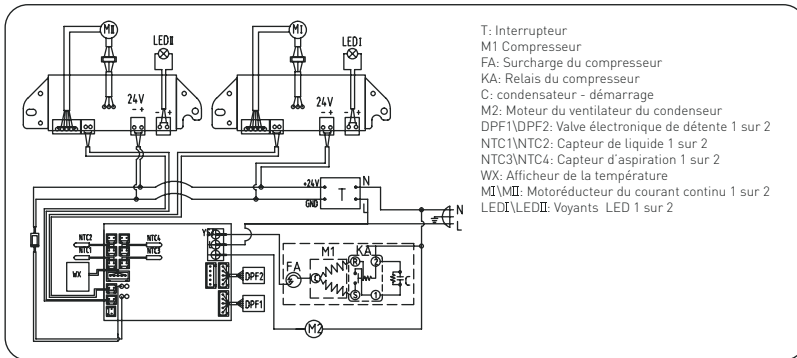 MⅡ
LEDⅡ
MⅠ
LEDⅠ
24V
- +
- +
24V
- +
- +
+24V
GND
T
N
N
L
NTC2
NTC4
NTC1
NTC3
WX
DPF2
DPF1
FA
M1
KA1
C
R
2
S
1
C
M2
T: Interrupteur
M1 Compresseur
FA: Surcharge du compresseur
KA: Relais du compresseur
C: condensateur - démarrage
M2: Moteur du ventilateur du condenseur
DPF1\DPF2: Valve électronique de détente 1 sur 2
NTC1\NTC2: Capteur de liquide 1 sur 2
NTC3\NTC4: Capteur d'aspiration 1 sur 2
WX: Afficheur de la température
MⅠ\MⅡ: Motoréducteur du courant continu 1 sur 2
LEDⅠ\LEDⅡ: Voyants LED 1 sur 2